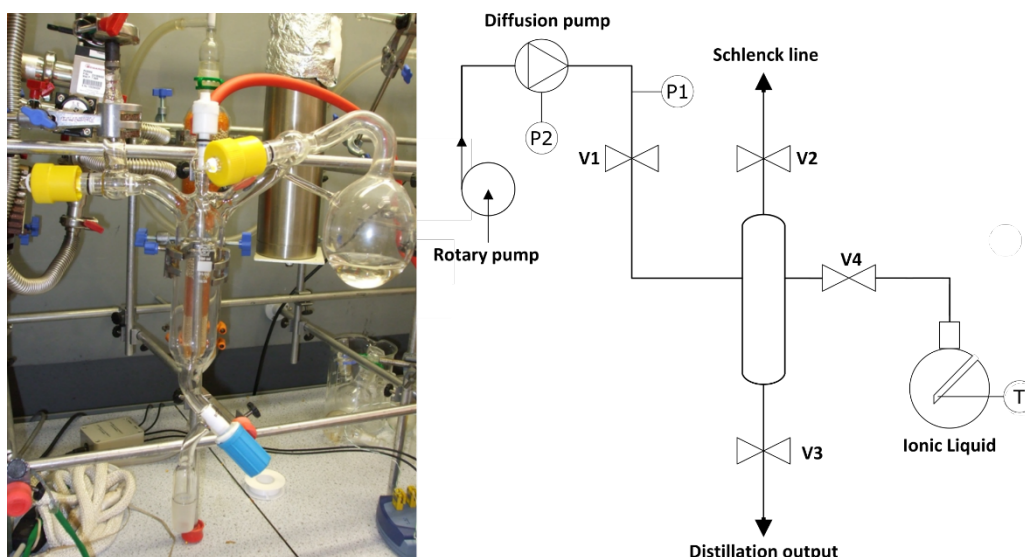 Diffusion pump
Schlenck line
P1
P2
V1
V2
Rotary pump
V4
T
Ionic Liquid
V3
Distillation output